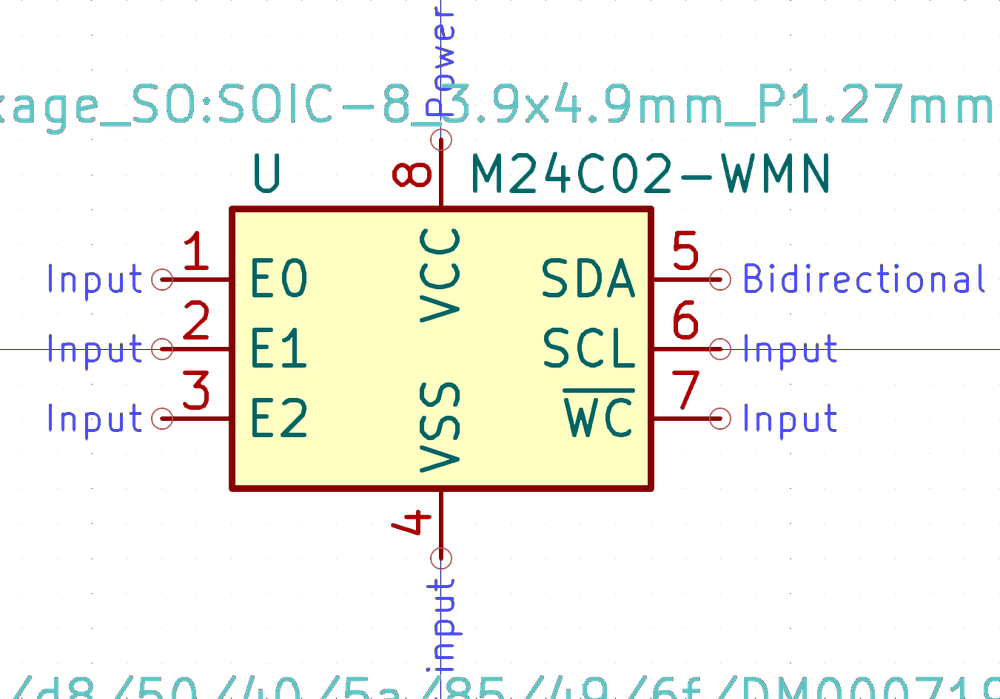 Power
kage_SO:SOIC-8_3.9x4.9mm_P1.27mm
U
8
M24C02-WMN
VCC
1
Input
E0
2
Input
E1
3
Input
E2
SDA
5
Bidirectional
SCL
6
Input
WC
7
Input
VSS
4
input
/d8/50/40/5a/85/49/6f/DM000719